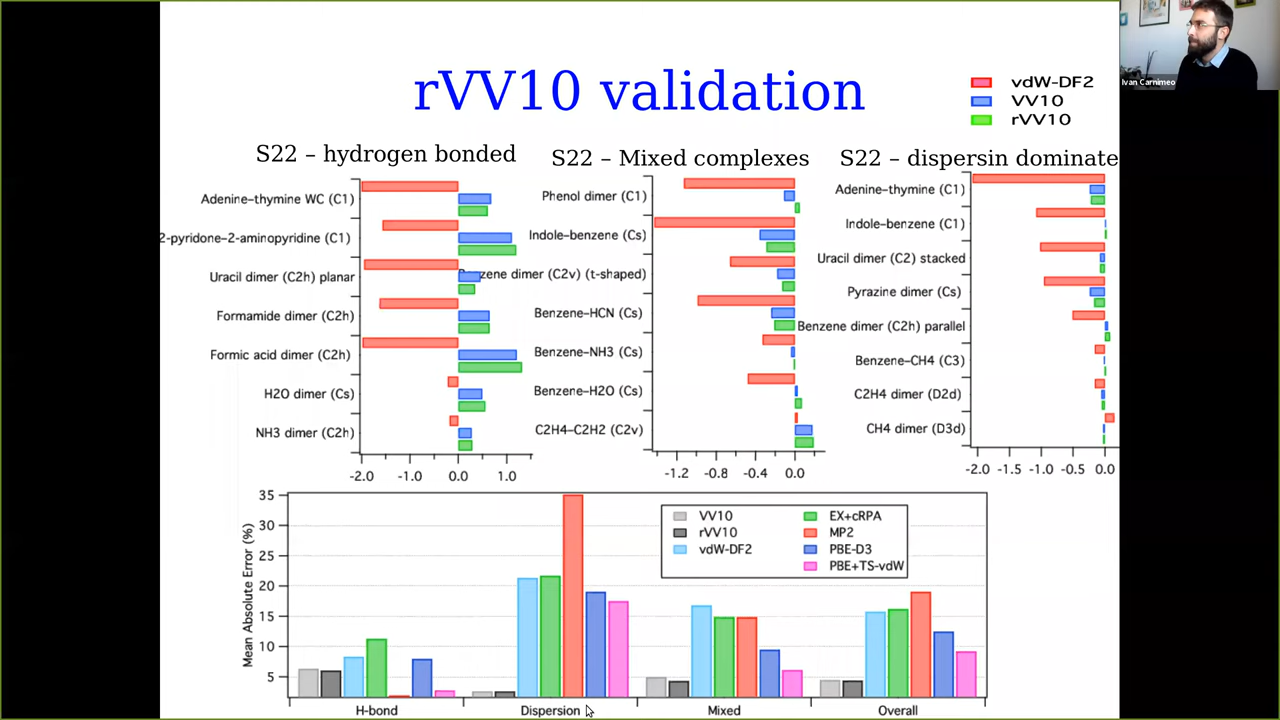 Ivan Carnimeo
rVV10 validation
vdW-DF2
VV10
rVV10
S22 – hydrogen bonded
S22 – Mixed complexes
S22 – dispersin dominate
Adenine–thymine WC (C1)
2-pyridone–2-aminopyridine (C1)
Uracil dimer (C2h) planar
Formamide dimer (C2h)
Formic acid dimer (C2h)
H2O dimer (Cs)
NH3 dimer (C2h)
-2.0 -1.0 0.0 1.0
Phenol dimer (C1)
Indole–benzene (Cs)
zene dimer (C2v) (t-shaped)
Benzene–HCN (Cs)
Benzene–NH3 (Cs)
Benzene–H2O (Cs)
C2H4–C2H2 (C2v)
-1.2 -0.8 -0.4 0.0
Adenine–thymine (C1)
Indole–benzene (C1)
Uracil dimer (C2) stacked
Pyrazine dimer (Cs)
Benzene dimer (C2h) parallel
Benzene–CH4 (C3)
C2H4 dimer (D2d)
CH4 dimer (D3d)
-2.0 -1.5 -1.0 -0.5 0.0
Mean Absolute Error (%)
35
30
25
20
15
10
5
VV10
rVV10
vdW-DF2
EX+cRPA
MP2
PBE-D3
PBE+TS-vdW
H-bond Dispersion Mixed Overall